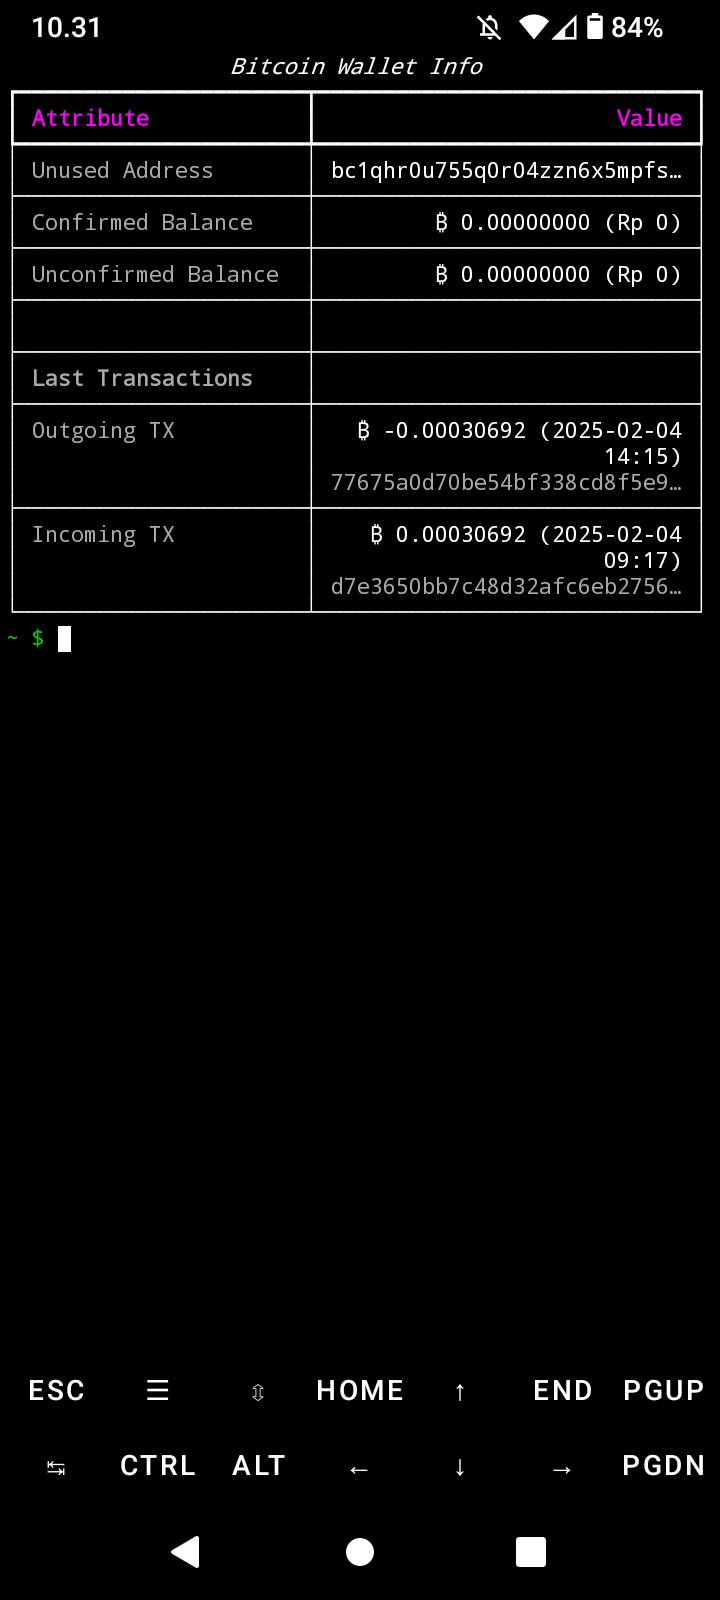 10.31 84%
Bitcoin Wallet Info
Attribute Value
Unused Address bc1qhr0u755q0r04zzn6x5mpfs…
Confirmed Balance ₿ 0.00000000 (Rp 0)
Unconfirmed Balance ₿ 0.00000000 (Rp 0)
Last Transactions
Outgoing TX ₿ -0.00030692 (2025-02-04
14:15)
77675a0d70be54bf338cd8f5e9…
Incoming TX ₿ 0.00030692 (2025-02-04
09:17)
d7e3650bb7c48d32afc6eb2756…
~ $
ESC ☰ ⇳ HOME ↑ END PGUP
↹ CTRL ALT ← ↓ → PGDN